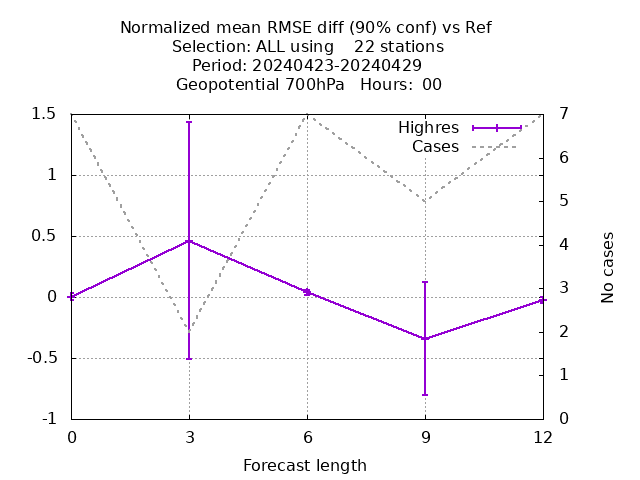 Normalized mean RMSE diff (90% conf) vs Ref
Selection: ALL using    22 stations
Period: 20240423-20240429
Geopotential 700hPa   Hours:  00
Highres
Cases
1.5
1
0.5
0
-0.5
-1
7
6
5
4
3
2
1
0
No cases
0 3 6 9 12
Forecast length